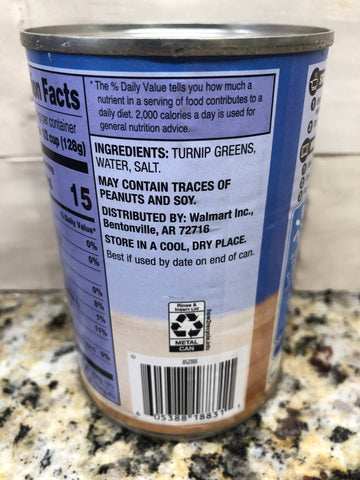 n Facts
per container
/2 cup (128g)
15
% Daily Value*
0%
0%
8%
1%
11%
0%
0%
*The % Daily Value tells you how much a
nutrient in a serving of food contributes to a
daily diet. 2,000 calories a day is used for
general nutrition advice.
INGREDIENTS: TURNIP GREENS,
WATER, SALT.
MAY CONTAIN TRACES OF
PEANUTS AND SOY.
DISTRIBUTED BY: Walmart Inc.,
Bentonville, AR 72716
STORE IN A COOL, DRY PLACE.
Best if used by date on end of can.
Rinse &
Insert Lid
METAL
CAN
how2recycle.info
05388 18831